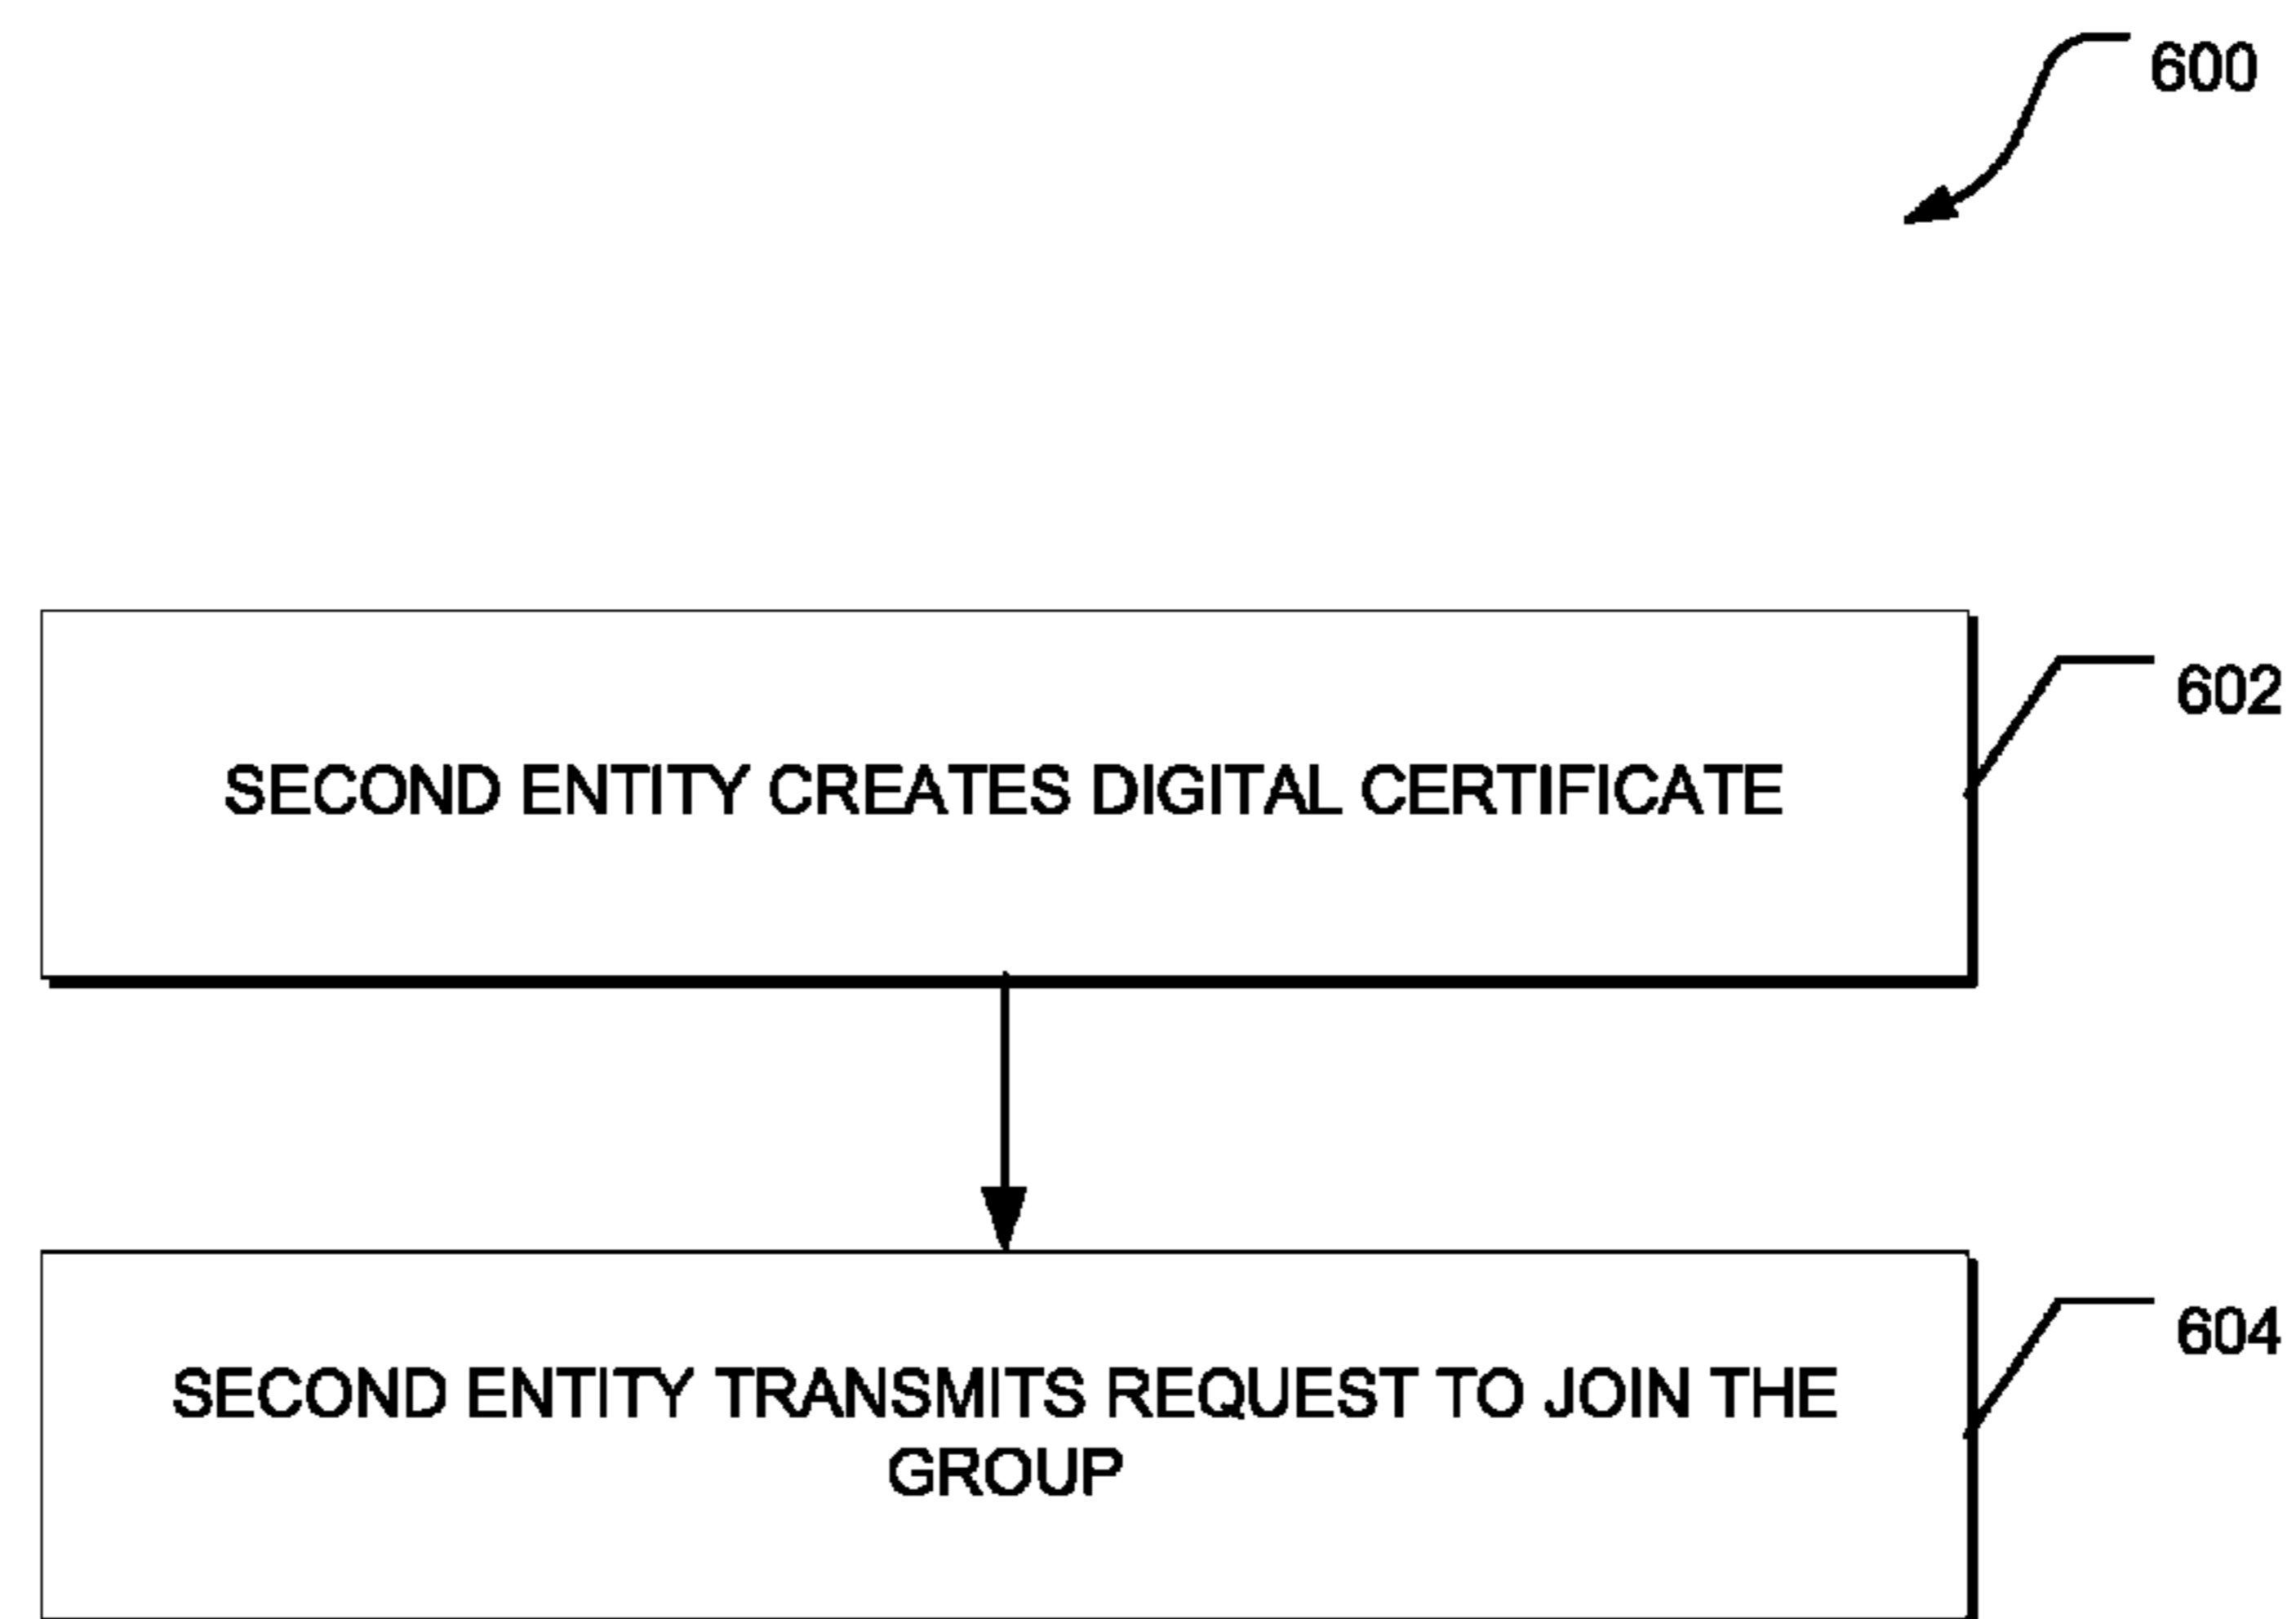 600
602
SECOND ENTITY CREATES DIGITAL CERTIFICATE
604
SECOND ENTITY TRANSMITS REQUEST TO JOIN THE
GROUP